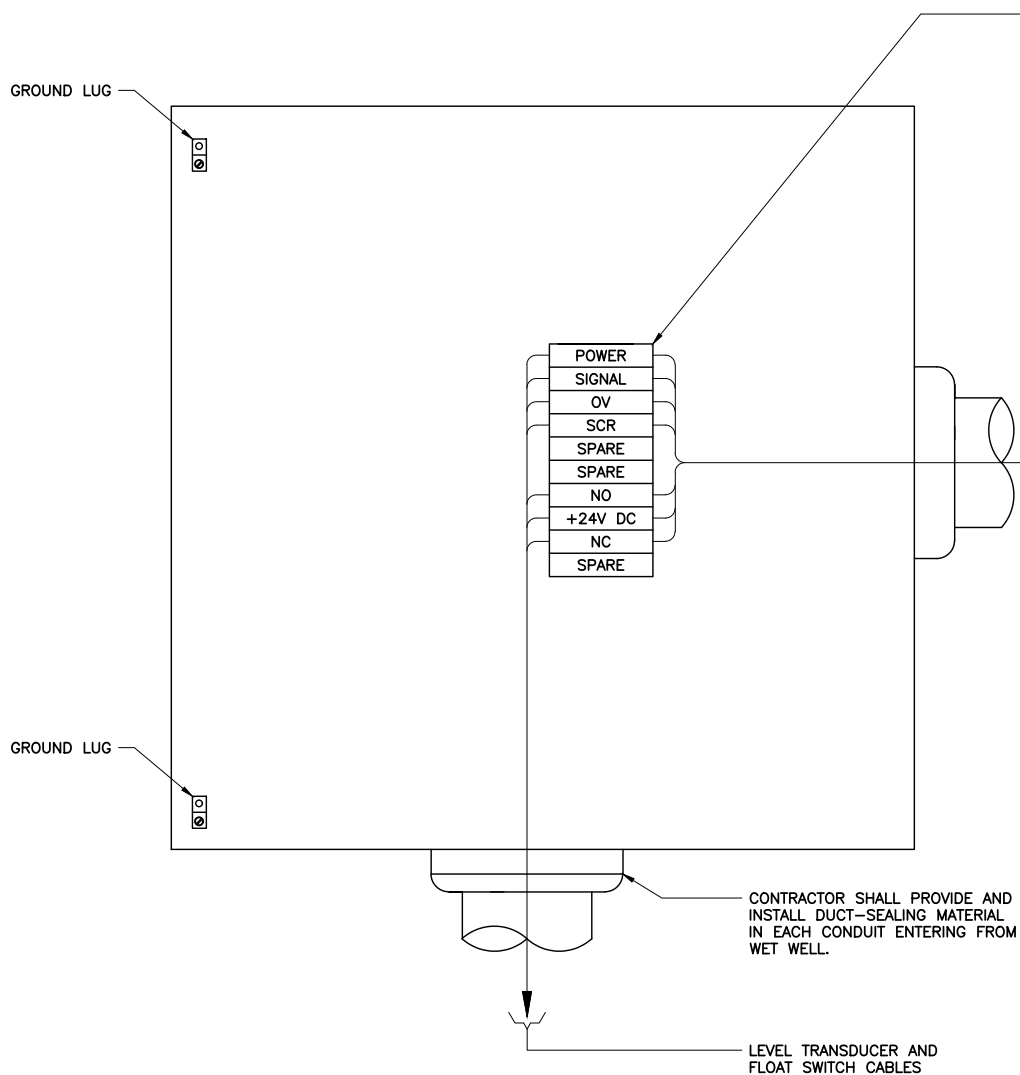 GROUND LUG
POWER
SIGNAL
0V
SCR
SPARE
SPARE
NO
+24V DC
NC
SPARE
GROUND LUG
CONTRACTOR SHALL PROVIDE AND
INSTALL DUCT-SEALING MATERIAL
IN EACH CONDUIT ENTERING FROM
WET WELL.
LEVEL TRANSDUCER AND
FLOAT SWITCH CABLES